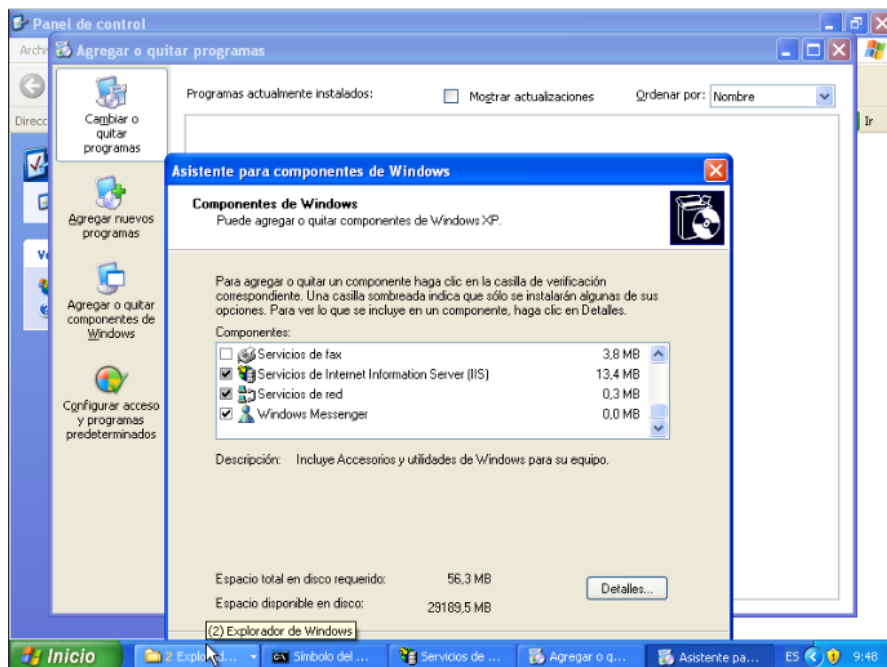 Panel de control
Agregar o quitar programas
Direcc
Ir
Cambiar o
quitar
programas
Agregar nuevos
programas
Agregar o quitar
componentes de
Windows
Configurar acceso
y programas
predeterminados
Programas actualmente instalados:
Mostrar actualizaciones
Ordenar por:
Nombre
Asistente para componentes de Windows
Componentes de Windows
Puede agregar o quitar componentes de Windows XP.
Para agregar o quitar un componente haga clic en la casilla de verificación
correspondiente. Una casilla sombreada indica que sólo se instalarán algunas de sus
opciones. Para ver lo que se incluye en un componente, haga clic en Detalles.
Componentes:
Servicios de fax 3,8 MB
Servicios de Internet Information Server (IIS) 13,4 MB
Servicios de red 0,3 MB
Windows Messenger 0,0 MB
Descripción: Incluye Accesorios y utilidades de Windows para su equipo.
Espacio total en disco requerido: 56,3 MB
Espacio disponible en disco: 29189,5 MB
Detalles...
(2) Explorador de Windows
Inicio
2 Explorad...
Símbolo del ...
Servicios de ...
Agregar o q...
Asistente pa...
ES
9:48